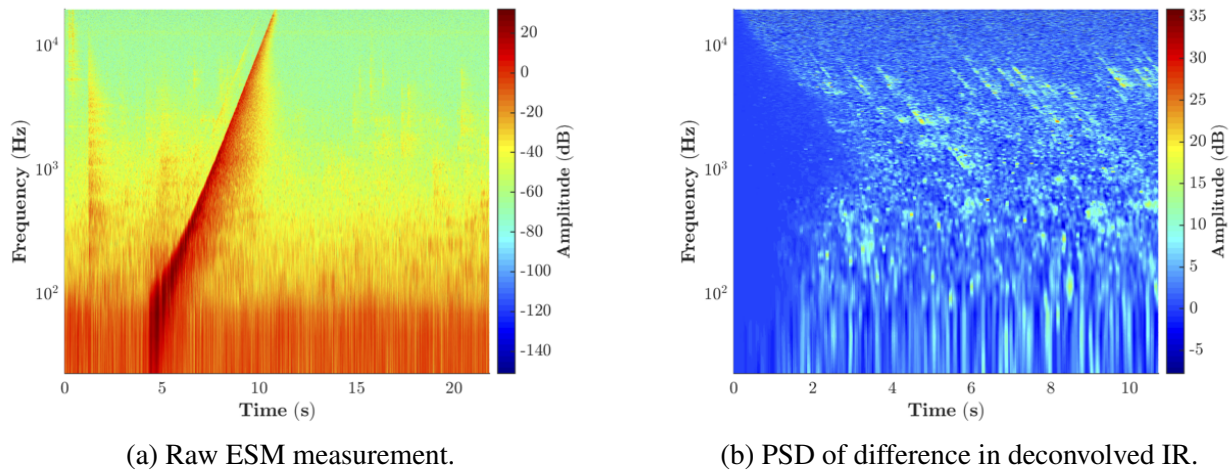 10⁴
10³
10²
Frequency (Hz)
0 5 10 15 20
Time (s)
20
0
-20
-40
-60
-80
-100
-120
-140
Amplitude (dB)
(a) Raw ESM measurement.
10⁴
10³
10²
Frequency (Hz)
0 2 4 6 8 10
Time (s)
35
30
25
20
15
10
5
0
-5
Amplitude (dB)
(b) PSD of difference in deconvolved IR.